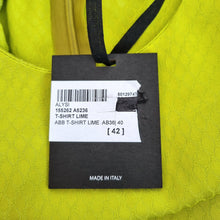 ALYSI
155262 A5236
T-SHIRT LIME
ABB T-SHIRT LIME .AB36| 40
[ 42 ]
MADE IN ITALY